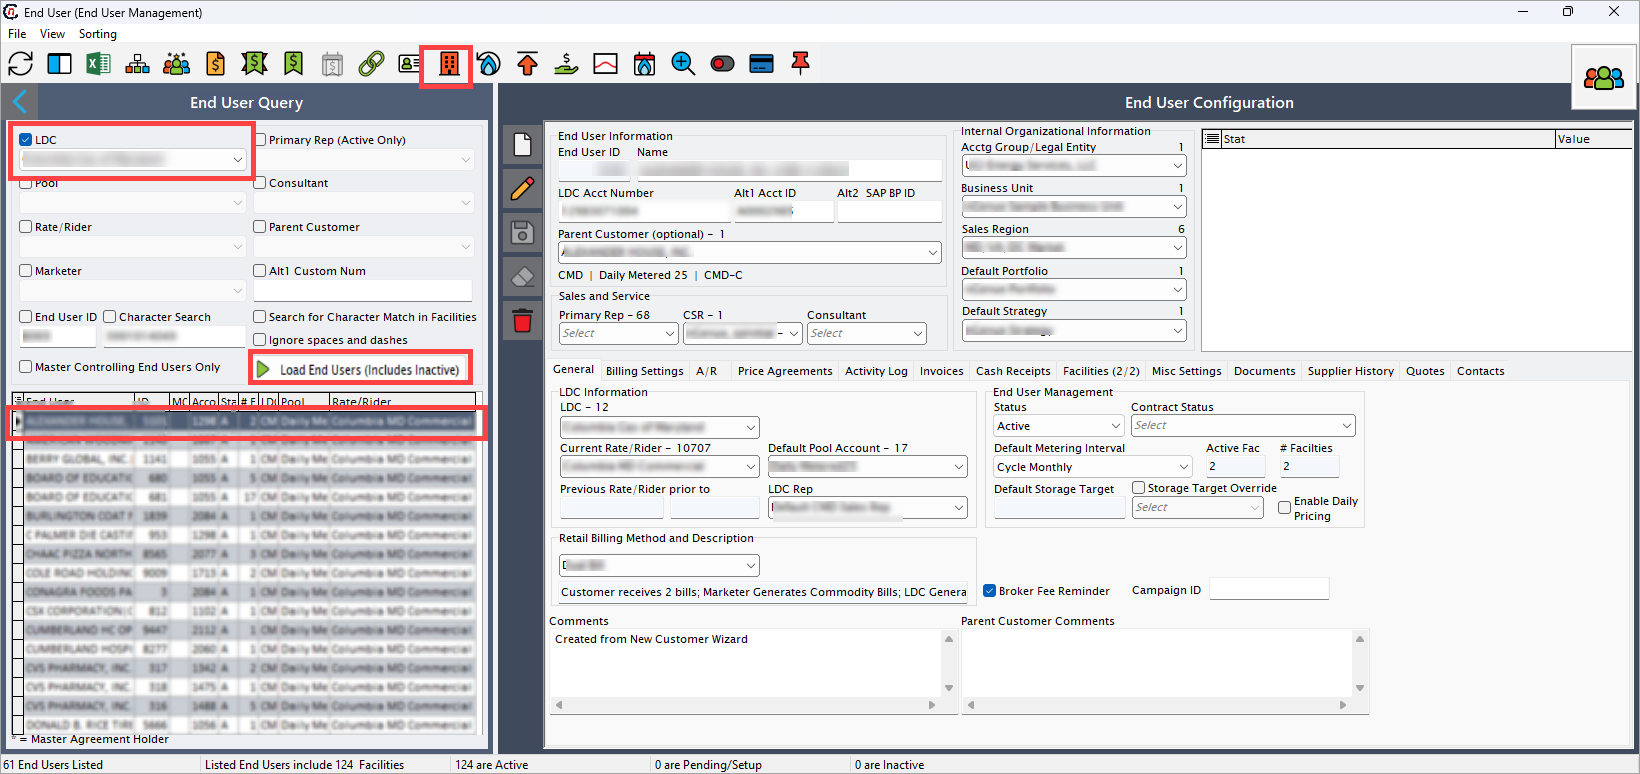 End User (End User Management)
File View Sorting
End User Query
LDC
Primary Rep (Active Only)
Pool
Consultant
Rate/Rider
Parent Customer
Marketer
Alt1 Custom Num
End User ID
Character Search
Search for Character Match in Facilities
Ignore spaces and dashes
Master Controlling End Users Only
Load End Users (Includes Inactive)
End User ID MC Acco Sta # F LDC Pool Rate/Rider
BERRY GLOBAL, INC. 1141 1055 A 1 CM Daily Me Columbia MD Commercial
BOARD OF EDUCATIC 680 1055 A 5 CM Daily Me Columbia MD Commercial
BOARD OF EDUCATIC 681 1055 A 17 CM Daily Me Columbia MD Commercial
BURLINGTON COAT F 1839 2084 A 1 CM Daily Me Columbia MD Commercial
C PALMER DIE CASTI 953 1298 A 1 CM Daily Me Columbia MD Commercial
CHAAC PIZZA NORTH 8565 2077 A 3 CM Daily Me Columbia MD Commercial
COLE ROAD HOLDING 9009 1713 A 2 CM Daily Me Columbia MD Commercial
CONAGRA FOODS PA 3 2084 A 1 CM Daily Me Columbia MD Commercial
CSX CORPORATION 812 1102 A 1 CM Daily Me Columbia MD Commercial
CUMBERLAND HC OP 9447 2112 A 1 CM Daily Me Columbia MD Commercial
CUMBERLAND HOSPI 8277 2060 A 1 CM Daily Me Columbia MD Commercial
CVS PHARMACY, INC. 317 1342 A 2 CM Daily Me Columbia MD Commercial
CVS PHARMACY, INC. 318 1475 A 1 CM Daily Me Columbia MD Commercial
CVS PHARMACY, INC. 316 1488 A 5 CM Daily Me Columbia MD Commercial
DONALD B. RICE TIRE 5666 1056 A 1 CM Daily Me Columbia MD Commercial
* = Master Agreement Holder
End User Configuration
End User Information
End User ID Name
LDC Acct Number Alt1 Acct ID Alt2 SAP BP ID
Parent Customer (optional) - 1
CMD | Daily Metered 25 | CMD-C
Sales and Service
Primary Rep - 68 CSR - 1 Consultant
Select
Select
Internal Organizational Information
Acctg Group/Legal Entity 1
Business Unit 1
Sales Region 6
Default Portfolio 1
Default Strategy 1
Stat Value
General Billing Settings A/R Price Agreements Activity Log Invoices Cash Receipts Facilities (2/2) Misc Settings Documents Supplier History Quotes Contacts
LDC Information
LDC - 12
Columbia Gas of Maryland
Current Rate/Rider - 10707
Columbia MD Commercial
Default Pool Account - 17
Previous Rate/Rider prior to
LDC Rep
Default CMD Sales Rep
End User Management
Status Contract Status
Active Select
Default Metering Interval Active Fac # Facilties
Cycle Monthly 2 2
Default Storage Target
Storage Target Override
Select
Enable Daily
Pricing
Retail Billing Method and Description
Dual Bill
Customer receives 2 bills; Marketer Generates Commodity Bills; LDC Genera
Broker Fee Reminder
Campaign ID
Comments
Created from New Customer Wizard
Parent Customer Comments
61 End Users Listed
Listed End Users include 124 Facilities
124 are Active
0 are Pending/Setup
0 are Inactive